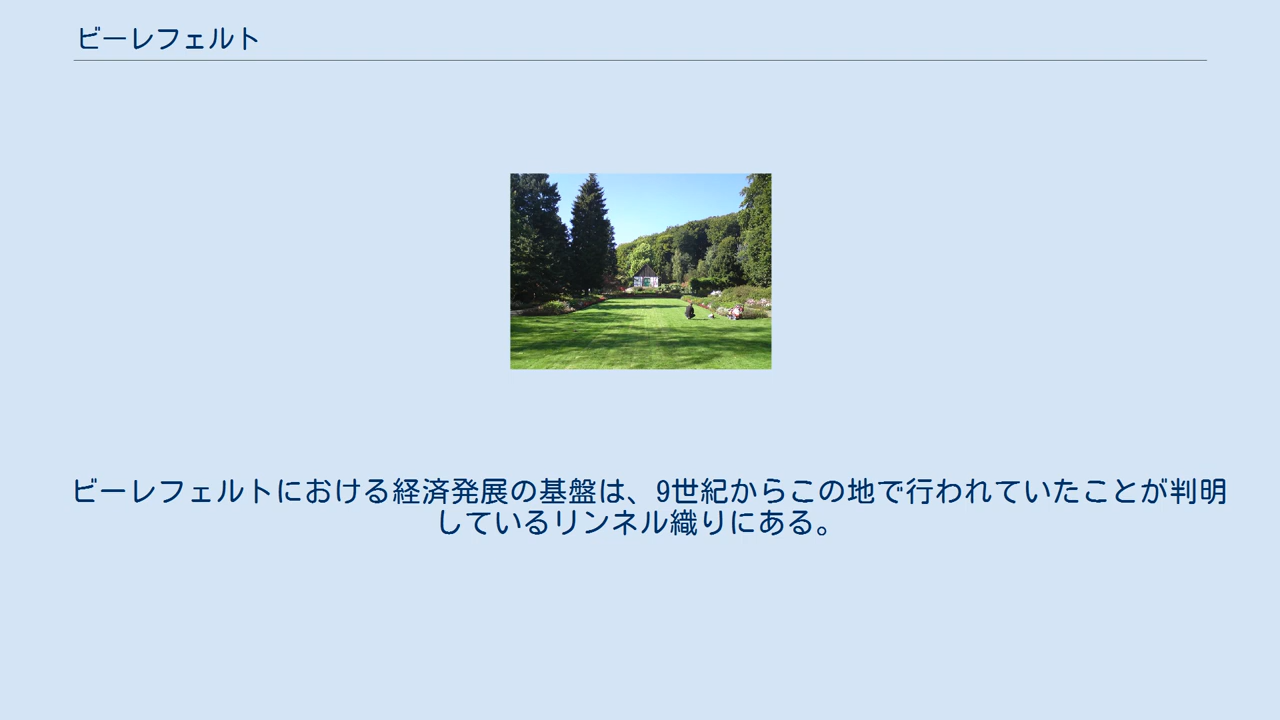 ビーレフェルト
ビーレフェルトにおける経済発展の基盤は、9世紀からこの地で行われていたことが判明
しているリンネル織りにある。